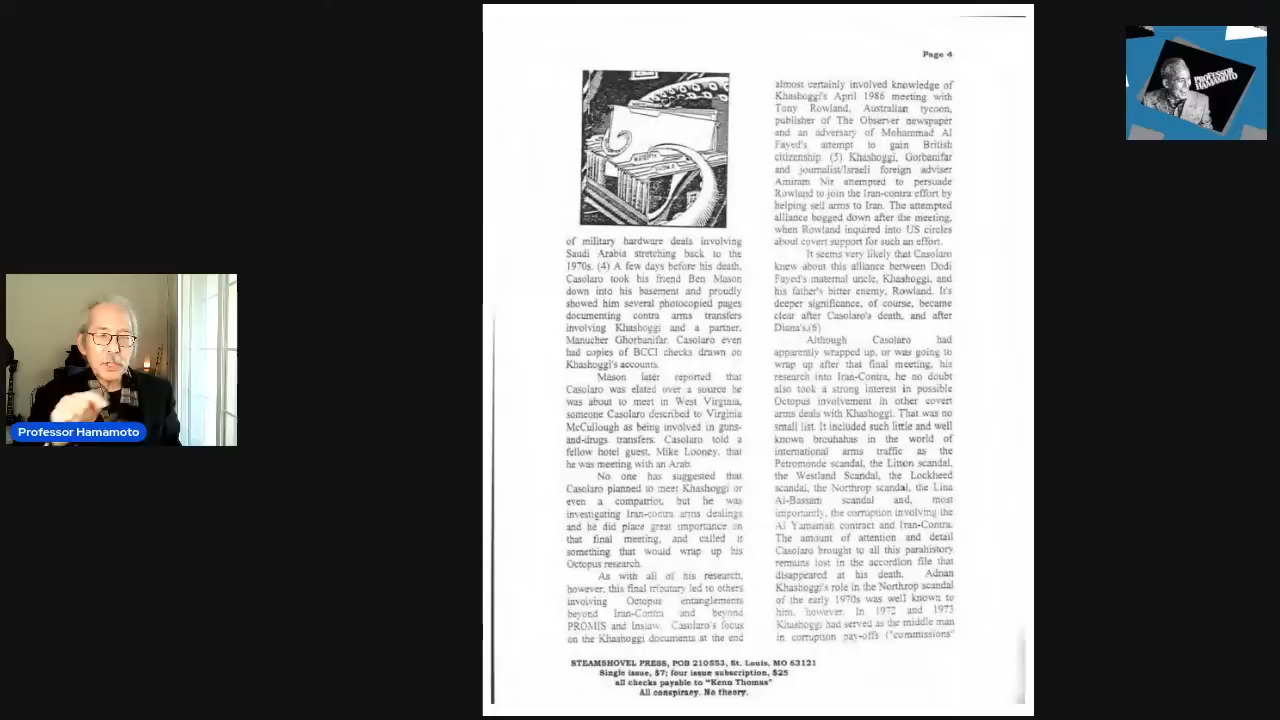 Page 4
of military hardware deals involving
Saudi Arabia stretching back to the
1970s. (4) A few days before his death,
Casolaro took his friend Ben Mason
down into his basement and proudly
showed him several photocopied pages
documenting contra arms transfers
involving Khashoggi and a partner,
Manucher Ghorbanifar. Casolaro even
had copies of BCCI checks drawn on
Khashoggi's accounts.
Mason later reported that
Casolaro was elated over a source he
was about to meet in West Virginia,
someone Casolaro described to Virginia
McCullough as being involved in guns-
and-drugs transfers. Casolaro told a
fellow hotel guest, Mike Looney, that
he was meeting with an Arab.
No one has suggested that
Casolaro planned to meet Khashoggi or
even a compatriot, but he was
investigating Iran-contra arms dealings
and he did place great importance on
that final meeting, and called it
something that would wrap up his
Octopus research.
As with all of his research,
however, this final tributary led to others
involving Octopus entanglements
beyond Iran-Contra and beyond
PROMIS and Inslaw. Casolaro's focus
on the Khashoggi documents at the end
almost certainly involved knowledge of
Khashoggi's April 1986 meeting with
Tony Rowland, Australian tycoon,
publisher of The Observer newspaper
and an adversary of Mohammad Al
Fayed's attempt to gain British
citizenship. (5) Khashoggi, Gorbanifar
and journalist/Israeli foreign adviser
Amiram Nir attempted to persuade
Rowland to join the Iran-contra effort by
helping sell arms to Iran. The attempted
alliance bogged down after the meeting,
when Rowland inquired into US circles
about covert support for such an effort.
It seems very likely that Casolaro
knew about this alliance between Dodi
Fayed's maternal uncle, Khashoggi, and
his father's bitter enemy, Rowland. It's
deeper significance, of course, became
clear after Casolaro's death, and after
Diana's.(6)
Although Casolaro had
apparently wrapped up, or was going to
wrap up after that final meeting, his
research into Iran-Contra, he no doubt
also took a strong interest in possible
Octopus involvement in other covert
arms deals with Khashoggi. That was no
small list. It included such little and well
known brouhahas in the world of
international arms traffic as the
Petromonde scandal, the Litton scandal,
the Westland Scandal, the Lockheed
scandal, the Northrop scandal, the Lina
Al-Bassam scandal and, most
importantly, the corruption involving the
Al Yamamah contract and Iran-Contra.
The amount of attention and detail
Casolaro brought to all this parahistory
remains lost in the accordion file that
disappeared at his death. Adnan
Khashoggi's role in the Northrop scandal
of the early 1970s was well known to
him, however. In 1972 and 1973
Khashoggi had served as the middle man
in corruption pay-offs ("commissions"
STEAMSHOVEL PRESS, POB 210553, St. Louis, MO 63121
Single issue, $7; four issue subscription, $25
all checks payable to "Kenn Thomas"
All conspiracy. No theory.
Professor Hamamoto
PROFESSOR
HAMAMOTO